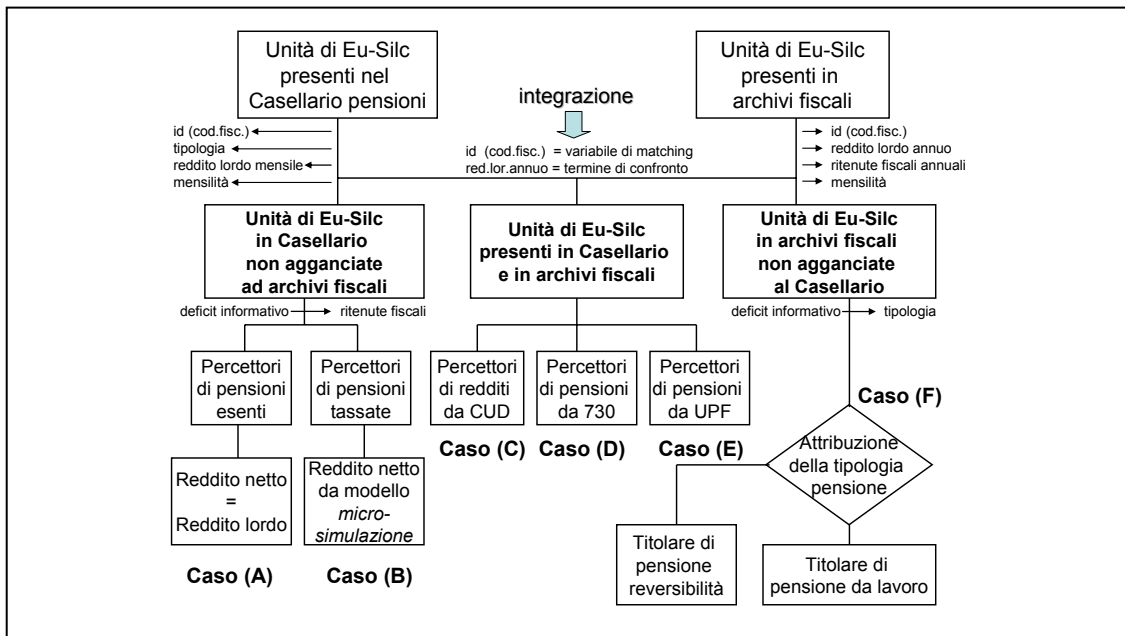 Unità di Eu-Silc
presenti nel
Casellario pensioni
integrazione
Unità di Eu-Silc
presenti in
archivi fiscali
id (cod.fisc.)
tipologia
reddito lordo mensile
mensilità
id (cod.fisc.) = variabile di matching
red.lor.annuo = termine di confronto
id (cod.fisc.)
reddito lordo annuo
ritenute fiscali annuali
mensilità
Unità di Eu-Silc
in Casellario
non agganciate
ad archivi fiscali
Unità di Eu-Silc
presenti in Casellario
e in archivi fiscali
Unità di Eu-Silc
in archivi fiscali
non agganciate
al Casellario
deficit informativo
ritenute fiscali
deficit informativo
tipologia
Percettori
di pensioni
esenti
Percettori
di pensioni
tassate
Percettori
di redditi
da CUD
Percettori
di pensioni
da 730
Percettori
di pensioni
da UPF
Caso (C)
Caso (D)
Caso (E)
Caso (F)
Reddito netto
=
Reddito lordo
Reddito netto
da modello
micro-
simulazione
Caso (A)
Caso (B)
Attribuzione
della tipologia
pensione
Titolare di
pensione
reversibilità
Titolare di
pensione da lavoro